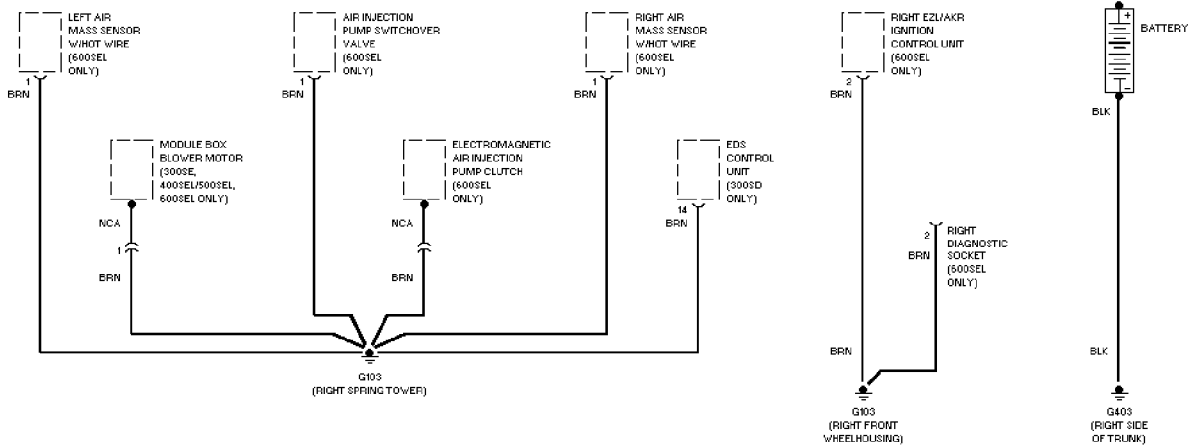 LEFT AIR
MASS SENSOR
W/HOT WIRE
(600SEL
ONLY)
1
BRN
AIR INJECTION
PUMP SWITCHOVER
VALVE
(600SEL
ONLY)
1
BRN
RIGHT AIR
MASS SENSOR
W/HOT WIRE
(600SEL
ONLY)
1
BRN
RIGHT EZL/AKR
IGNITION
CONTROL UNIT
(600SEL
ONLY)
2
BRN
+
BATTERY
-
BLK
MODULE BOX
BLOWER MOTOR
(300SE,
400SEL/500SEL,
600SEL ONLY)
NCA
1
BRN
ELECTROMAGNETIC
AIR INJECTION
PUMP CLUTCH
(600SEL
ONLY)
NCA
BRN
EDS
CONTROL
UNIT
(300SD
ONLY)
14
BRN
2
BRN
RIGHT
DIAGNOSTIC
SOCKET
(600SEL
ONLY)
BRN
BLK
G103
(RIGHT SPRING TOWER)
G103
(RIGHT FRONT
WHEELHOUSING)
G403
(RIGHT SIDE
OF TRUNK)